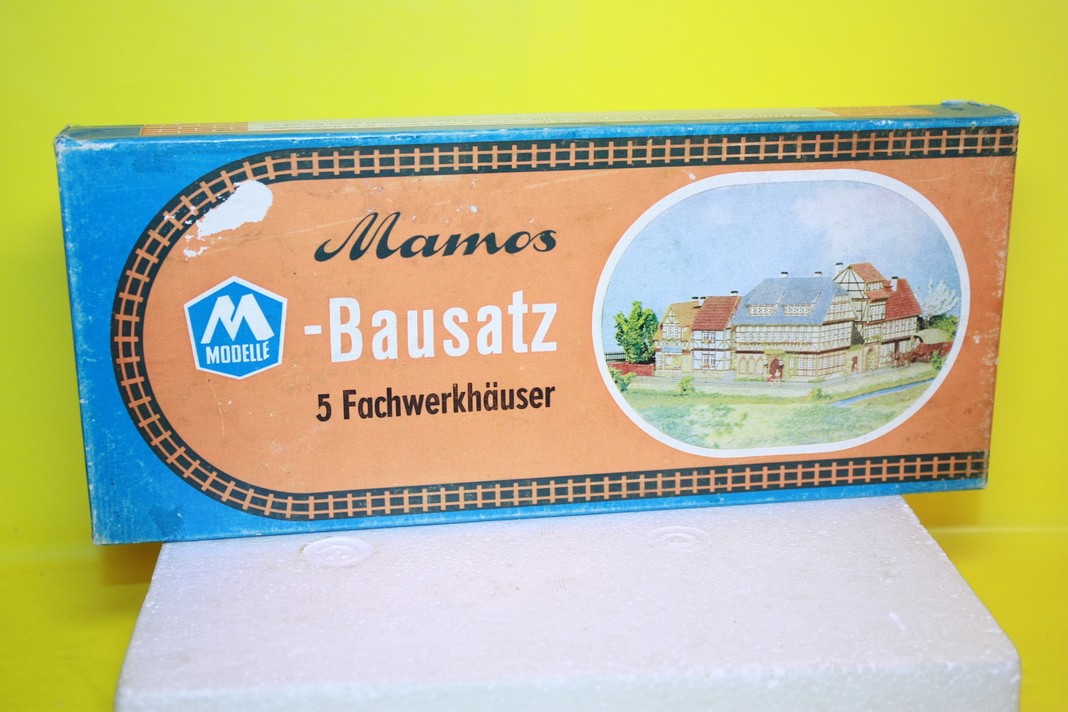 Mamos
M
MODELLE
-Bausatz
5 Fachwerkhäuser